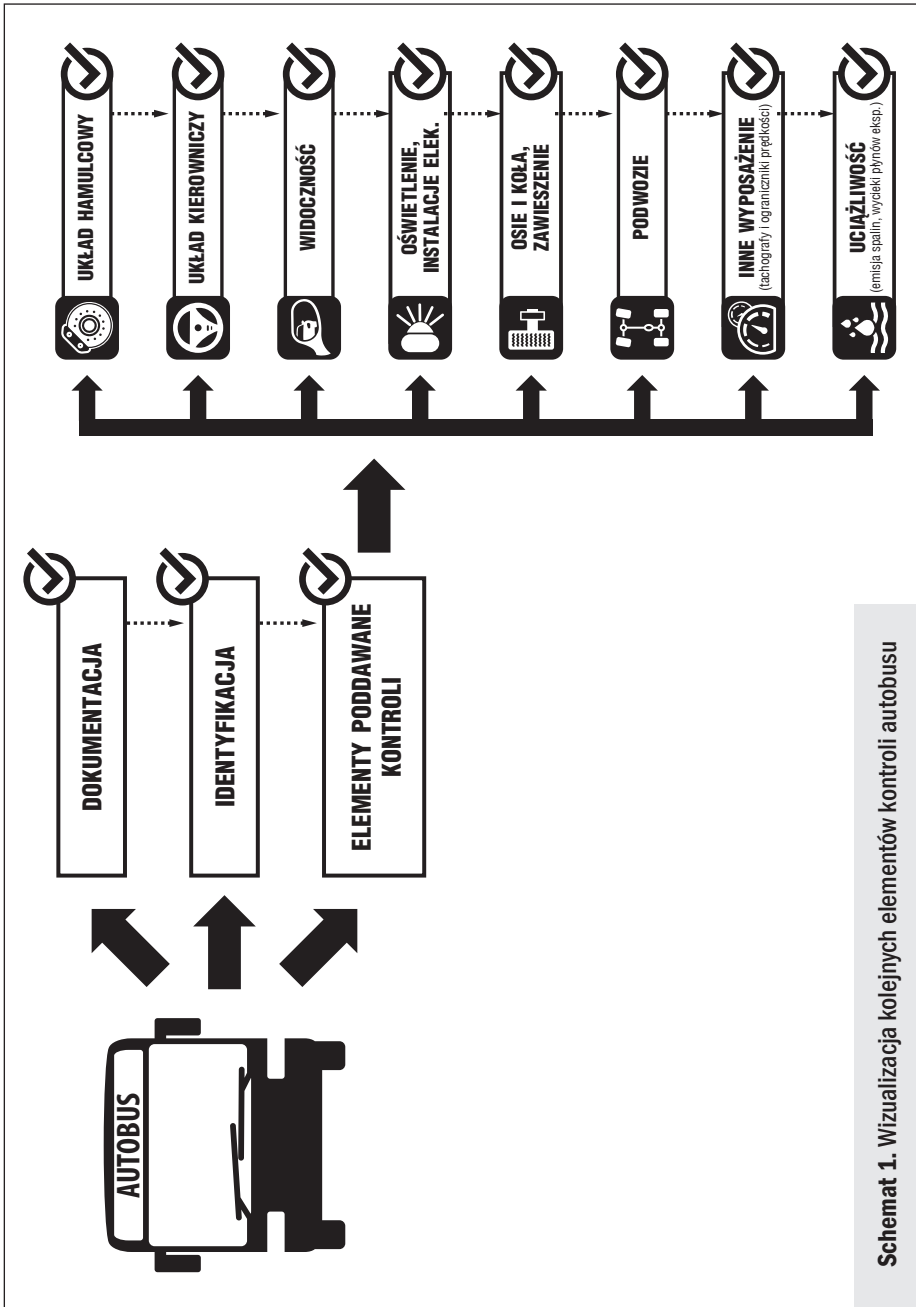 AUTOBUS
DOKUMENTACJA
IDENTYFIKACJA
ELEMENTY PODDAWANE
KONTROLI
UKŁAD HAMULCOWY
UKŁAD KIEROWNICZY
WIDOCZNOŚĆ
OŚWIETLENIE,
INSTALACJE ELEK.
OSIE I KOŁA,
ZAWIESZENIE
PODWOZIE
INNE WYPOSAŻENIE
(tachografy i ograniczniki prędkości)
UCIĄŻLIWOŚĆ
(emisja spalin, wycieki płynów eksp.)
Schemat 1. Wizualizacja kolejnych elementów kontroli autobusu